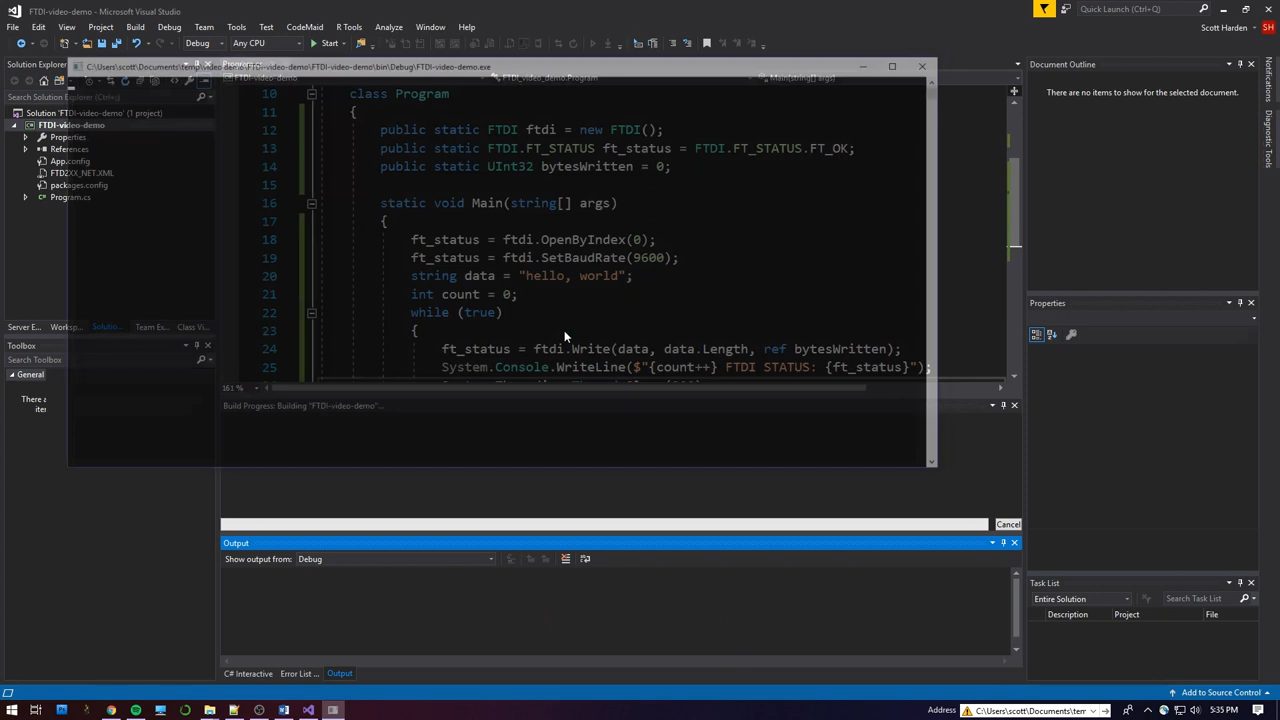 FTDI-video-demo - Microsoft Visual Studio
Quick Launch (Ctrl+Q)
File Edit View Project Build Debug Team Tools Test CodeMaid R Tools Analyze Window Help
Scott Harden SH
Debug Any CPU Start
Solution Explorer
C:\Users\scott\Documents\temp\video demo\FTDI-video-demo\FTDI-video-demo\bin\Debug\FTDI-video-demo.exe
Document Outline
FTDI-video-demo FTDI_video_demo.Program Main(string[] args)
There are no items to show for the selected document.
Search Solution Explorer
Solution 'FTDI-video-demo' (1 project)
FTDI-video-demo
Properties
References
App.config
FTD2XX_NET.XML
packages.config
Program.cs
10 class Program
11 {
12 public static FTDI ftdi = new FTDI();
13 public static FTDI.FT_STATUS ft_status = FTDI.FT_STATUS.FT_OK;
14 public static UInt32 bytesWritten = 0;
15
16 static void Main(string[] args)
17 {
18 ft_status = ftdi.OpenByIndex(0);
19 ft_status = ftdi.SetBaudRate(9600);
20 string data = "hello, world";
21 int count = 0;
22 while (true)
23 {
24 ft_status = ftdi.Write(data, data.Length, ref bytesWritten);
25 System.Console.WriteLine($"{count++} FTDI STATUS: {ft_status}");
161 %
Notifications
Diagnostic Tools
Server E... Worksp... Solutio... Team Es... Class Vi...
Toolbox
Search Toolbox
General
There a
iter
Properties
Build Progress: Building "FTDI-video-demo"...
Cancel
Output
Show output from: Debug
C# Interactive Error List ... Output
Task List
Entire Solution Search Task List
Description Project File
Add to Source Control
Address C:\Users\scott\Documents\tem
5:35 PM